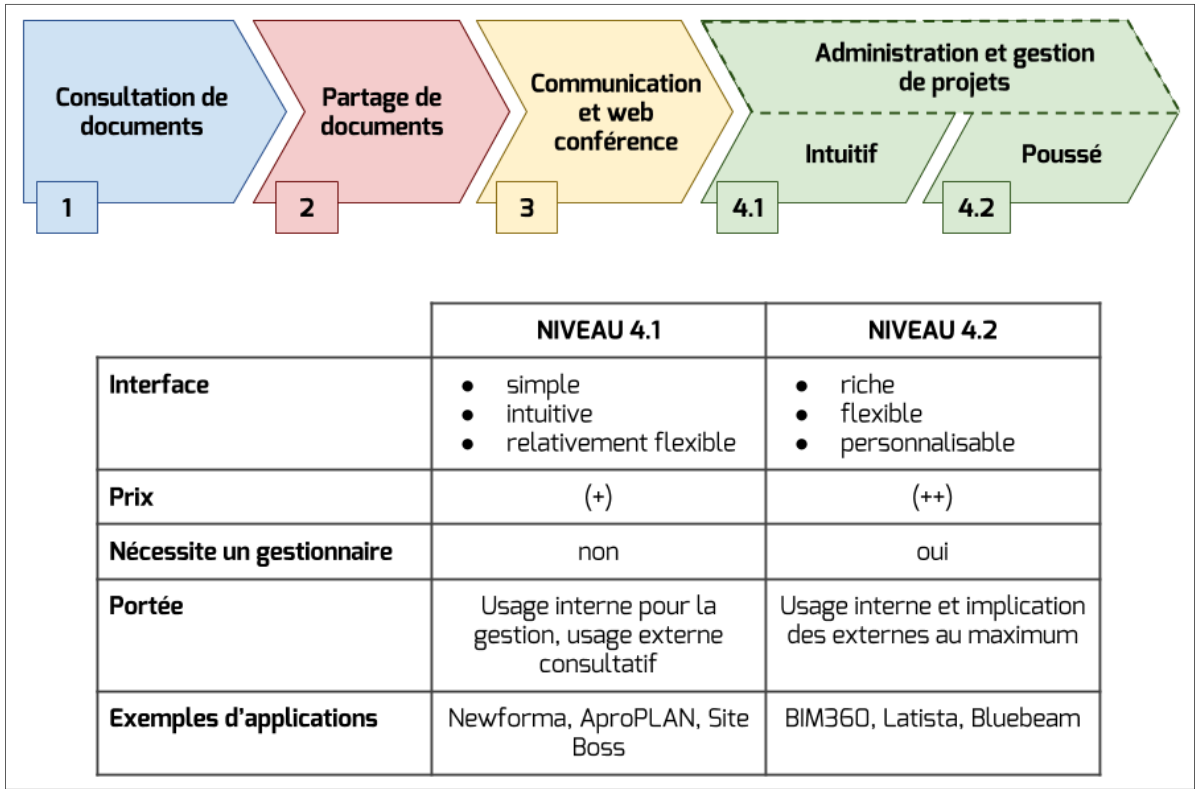 Consultation de
documents
1
Partage de
documents
2
Communication
et web
conférence
3
Administration et gestion
de projets
Intuitif
4.1
Poussé
4.2
NIVEAU 4.1
NIVEAU 4.2
Interface
● simple
● intuitive
● relativement flexible
● riche
● flexible
● personnalisable
Prix
(+)
(++)
Nécessite un gestionnaire
non
oui
Portée
Usage interne pour la
gestion, usage externe
consultatif
Usage interne et implication
des externes au maximum
Exemples d’applications
Newforma, AproPLAN, Site
Boss
BIM360, Latista, Bluebeam